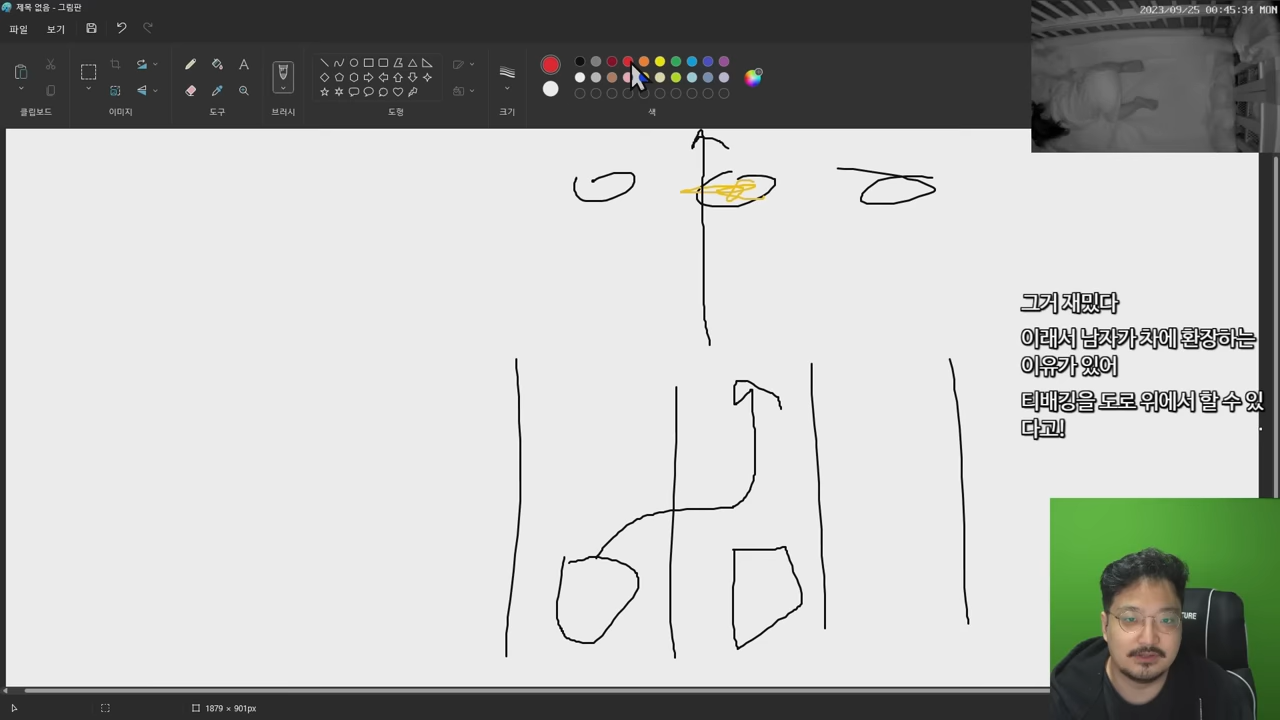 제목 없음 - 그림판
2023/09/25 00:45:34 MON
파일
보기
클립보드
이미지
도구
브러시
도형
크기
색
그거 재밌다
이래서 남자가 차에 환장하는
이유가 있어
티배깅을 도로 위에서 할 수 있
다고!
TURE
1879 × 901px